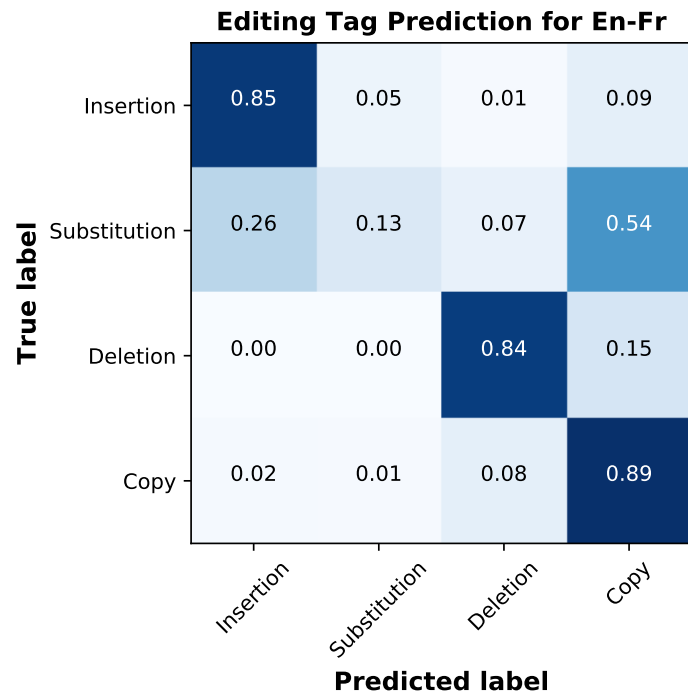 Editing Tag Prediction for En-Fr
True label
Insertion 0.85 0.05 0.01 0.09
Substitution 0.26 0.13 0.07 0.54
Deletion 0.00 0.00 0.84 0.15
Copy 0.02 0.01 0.08 0.89
Insertion Substitution Deletion Copy
Predicted label